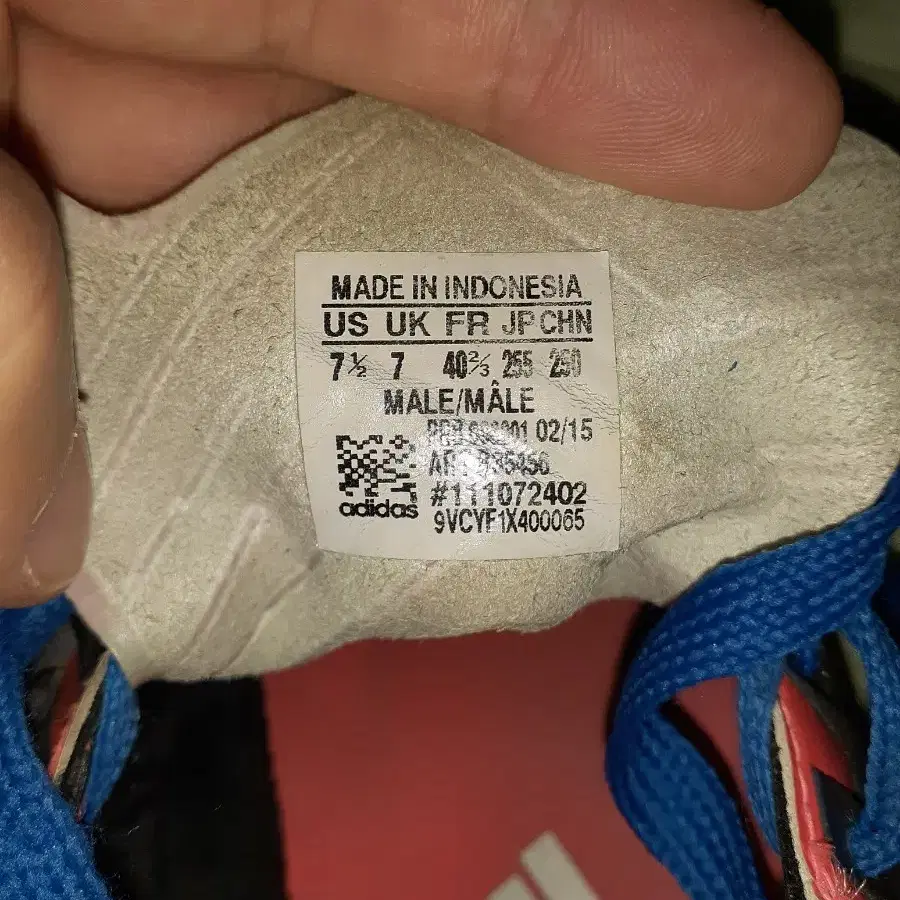 MADE IN INDONESIA
US UK FR JP CHN
7½ 7 40⅔ 255
MALE/MÂLE
02/15
#111072402
adidas
9VCYF1X400065